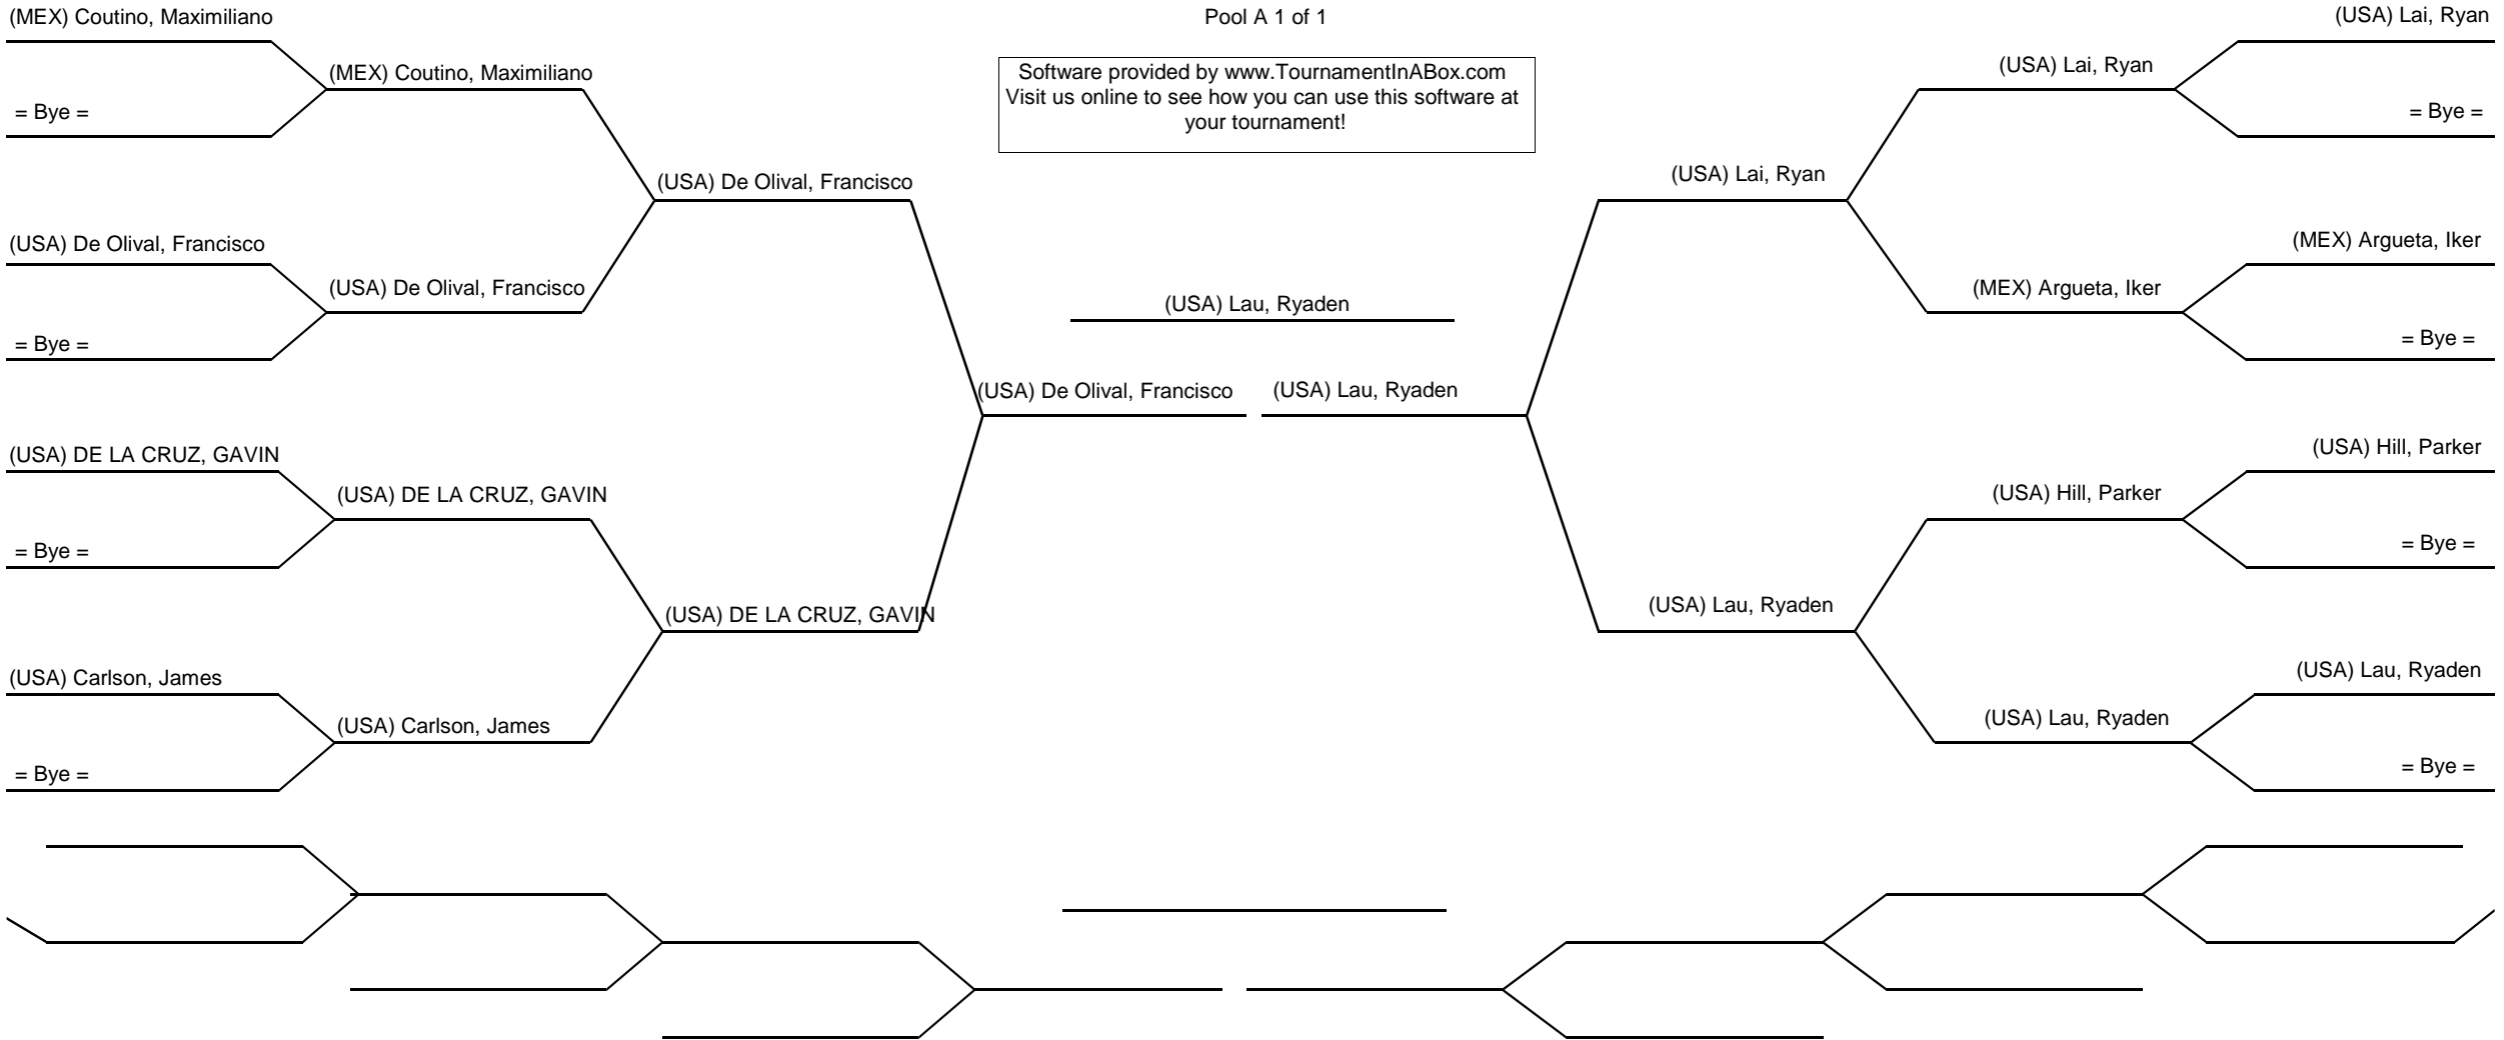 (MEX) Coutino, Maximiliano
Pool A 1 of 1
(USA) Lai, Ryan
(MEX) Coutino, Maximiliano
Software provided by www.TournamentInABox.com
Visit us online to see how you can use this software at
your tournament!
(USA) Lai, Ryan
= Bye =
= Bye =
(USA) De Olival, Francisco
(USA) Lai, Ryan
(USA) De Olival, Francisco
(MEX) Argueta, Iker
(USA) De Olival, Francisco
(USA) Lau, Ryaden
(MEX) Argueta, Iker
= Bye =
= Bye =
(USA) De Olival, Francisco
(USA) Lau, Ryaden
(USA) DE LA CRUZ, GAVIN
(USA) Hill, Parker
(USA) DE LA CRUZ, GAVIN
(USA) Hill, Parker
= Bye =
= Bye =
(USA) DE LA CRUZ, GAVIN
(USA) Lau, Ryaden
(USA) Carlson, James
(USA) Lau, Ryaden
(USA) Carlson, James
(USA) Lau, Ryaden
= Bye =
= Bye =